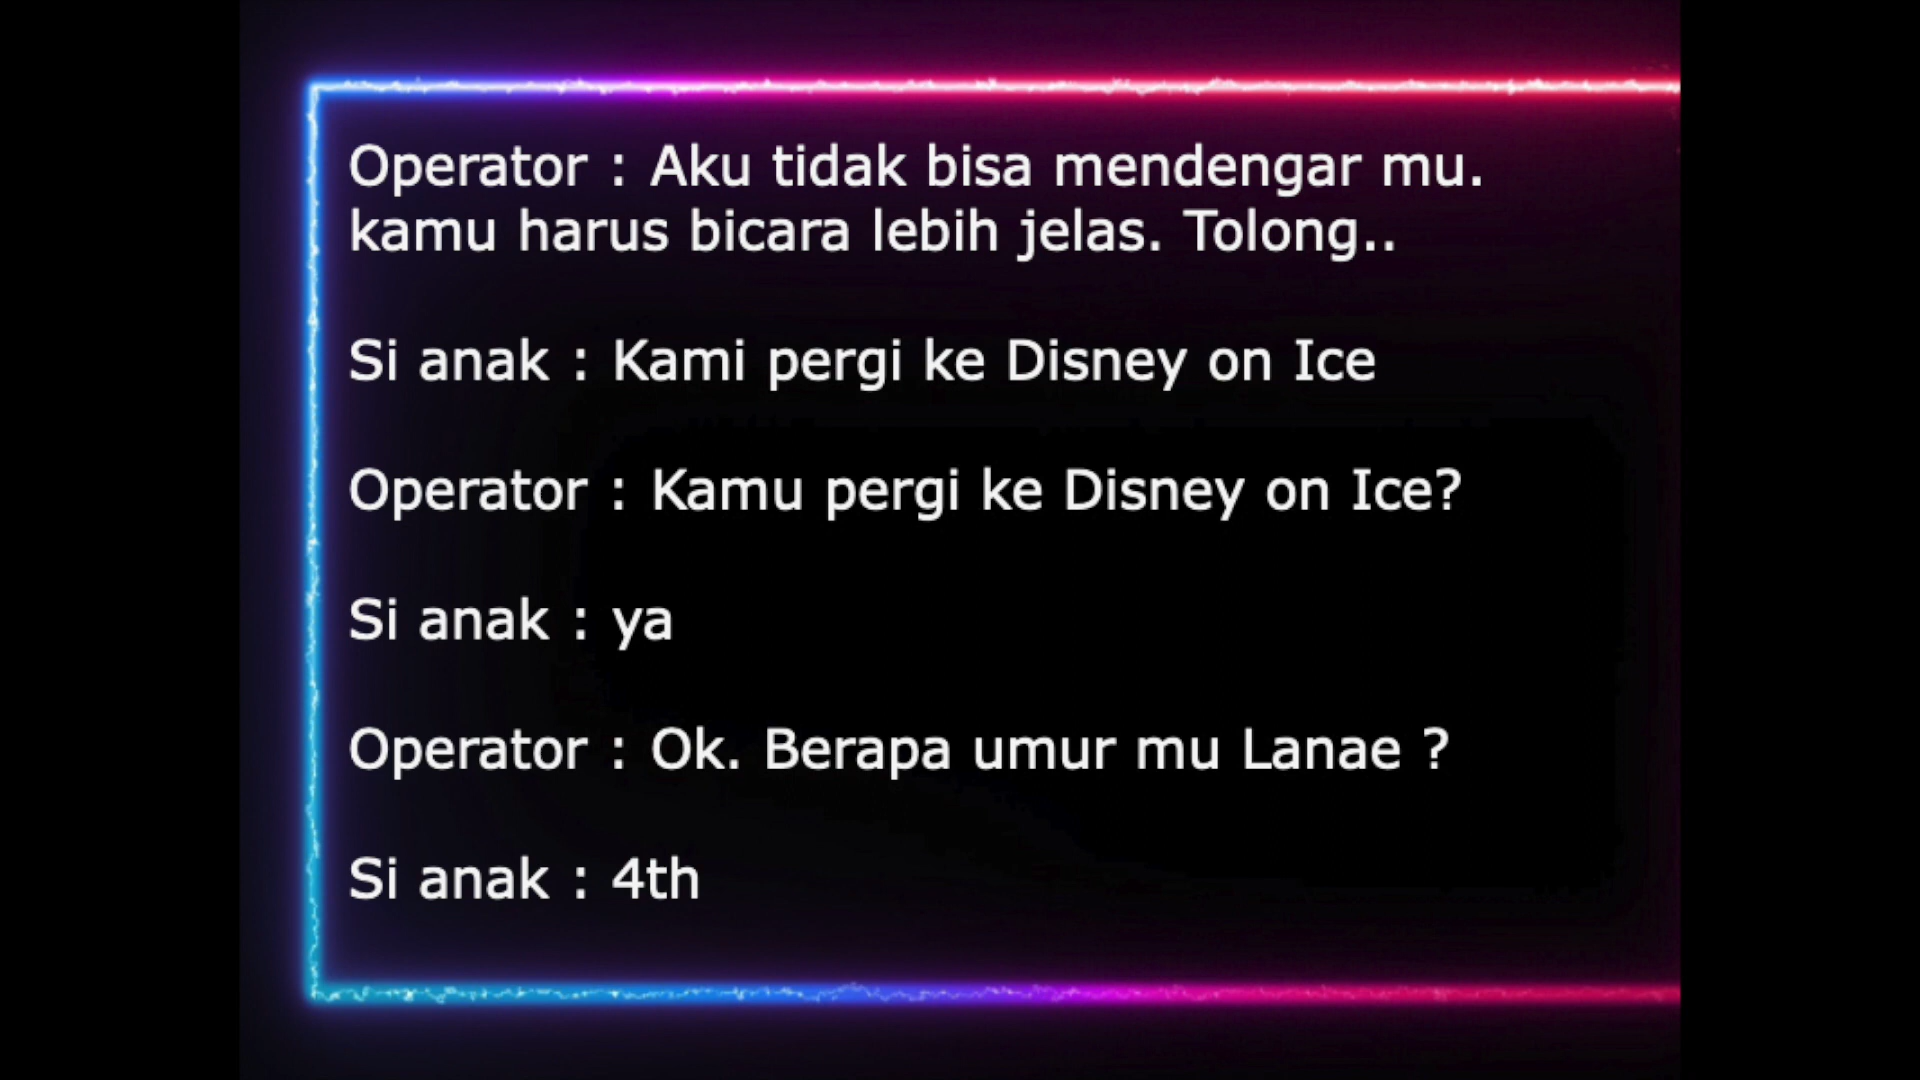 Operator : Aku tidak bisa mendengar mu.
kamu harus bicara lebih jelas. Tolong..
Si anak : Kami pergi ke Disney on Ice
Operator : Kamu pergi ke Disney on Ice?
Si anak : ya
Operator : Ok. Berapa umur mu Lanae ?
Si anak : 4th